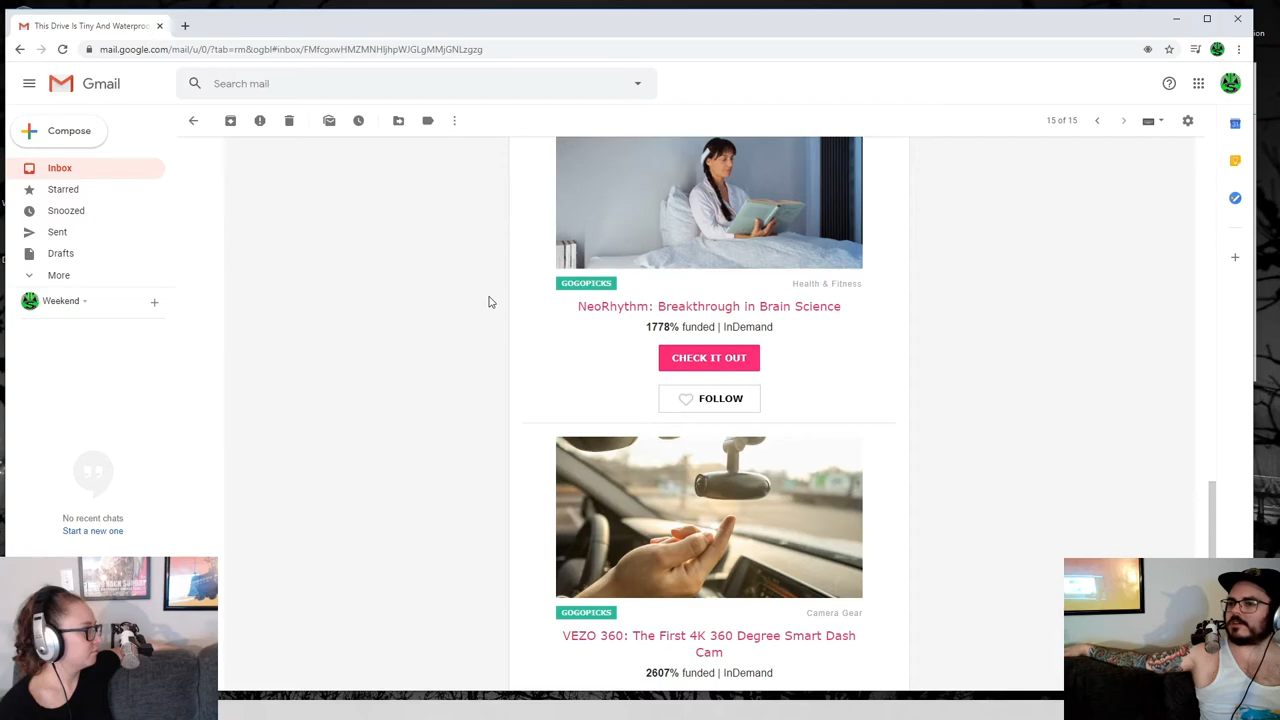 This Drive Is Tiny And Waterproo
mail.google.com/mail/u/0/?tab=rm&ogbl#inbox/FMfcgxwHMZMNHljhpWJGLgMMjGNLzgzg
Gmail
Search mail
Compose
15 of 15
Inbox
Starred
Snoozed
Sent
Drafts
More
Weekend
GOGOPICKS
Health & Fitness
NeoRhythm: Breakthrough in Brain Science
1778% funded | InDemand
CHECK IT OUT
FOLLOW
No recent chats
Start a new one
GOGOPICKS
Camera Gear
VEZO 360: The First 4K 360 Degree Smart Dash
Cam
2607% funded | InDemand